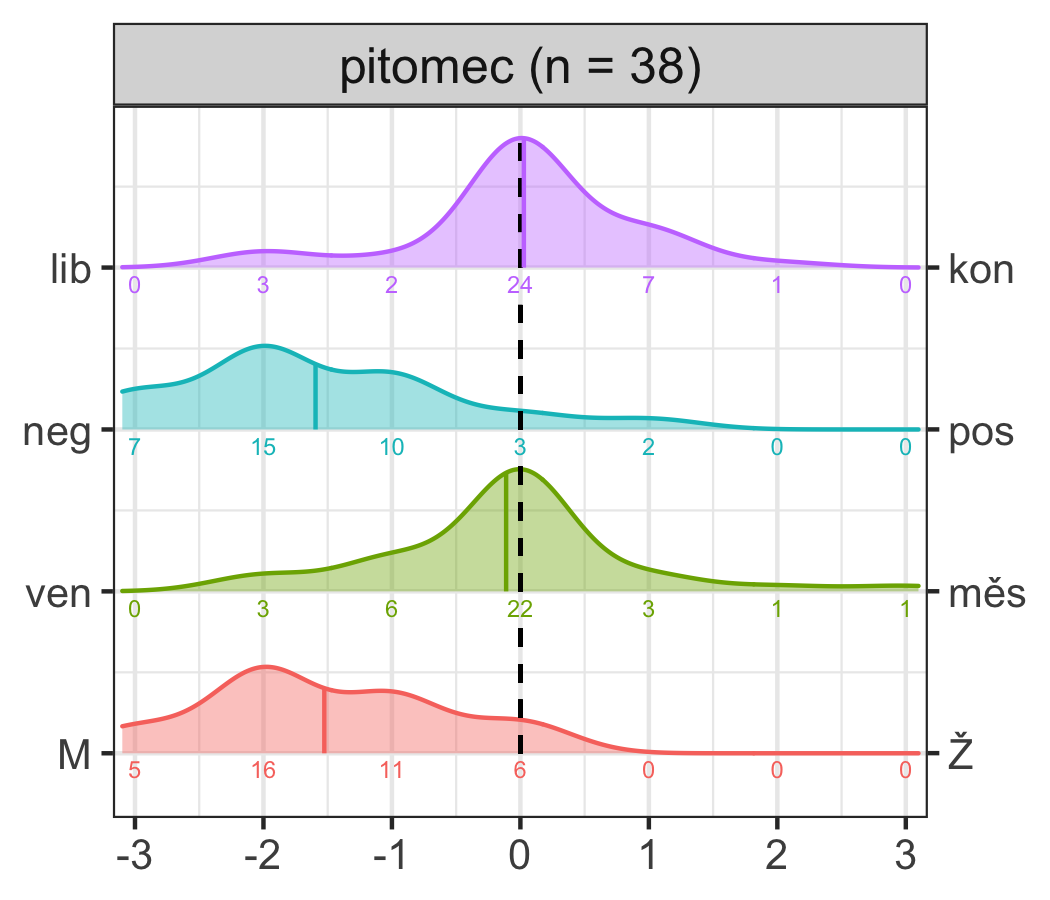 pitomec (n = 38)
lib kon
0 3 2 24 7 1 0
neg pos
7 15 10 3 2 0 0
ven měs
0 3 6 22 3 1 1
M Ž
5 16 11 6 0 0 0
-3 -2 -1 0 1 2 3